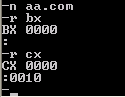 -n aa.com
-r bx
BX 0000
:
-r cx
CX 0000
:0010
-